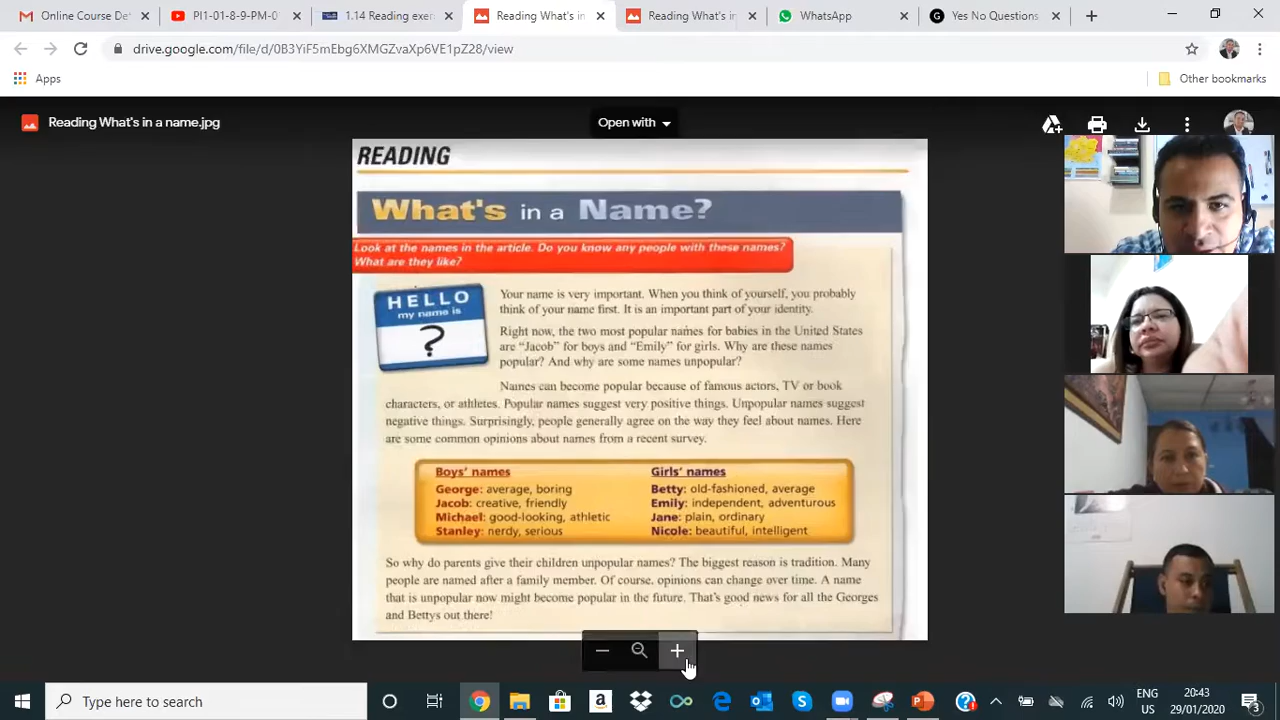 Online Course Det
PI1-01-8-9-PM-0
1.14 Reading exer
Reading What's in
Reading What's in
WhatsApp
Yes No Questions
drive.google.com/file/d/0B3YiF5mEbg6XMGZvaXp6VE1pZ28/view
Apps
Other bookmarks
Reading What's in a name.jpg
Open with
READING
What's in a Name?
Look at the names in the article. Do you know any people with these names?
What are they like?
HELLO
my name is
?
Your name is very important. When you think of yourself, you probably
think of your name first. It is an important part of your identity.
Right now, the two most popular names for babies in the United States
are “Jacob” for boys and “Emily” for girls. Why are these names
popular? And why are some names unpopular?
Names can become popular because of famous actors, TV or book
characters, or athletes. Popular names suggest very positive things. Unpopular names suggest
negative things. Surprisingly, people generally agree on the way they feel about names. Here
are some common opinions about names from a recent survey.
Boys' names
George: average, boring
Jacob: creative, friendly
Michael: good-looking, athletic
Stanley: nerdy, serious
Girls' names
Betty: old-fashioned, average
Emily: independent, adventurous
Jane: plain, ordinary
Nicole: beautiful, intelligent
So why do parents give their children unpopular names? The biggest reason is tradition. Many
people are named after a family member. Of course, opinions can change over time. A name
that is unpopular now might become popular in the future. That's good news for all the Georges
and Bettys out there!
Type here to search
ENG
US
20:43
29/01/2020
3